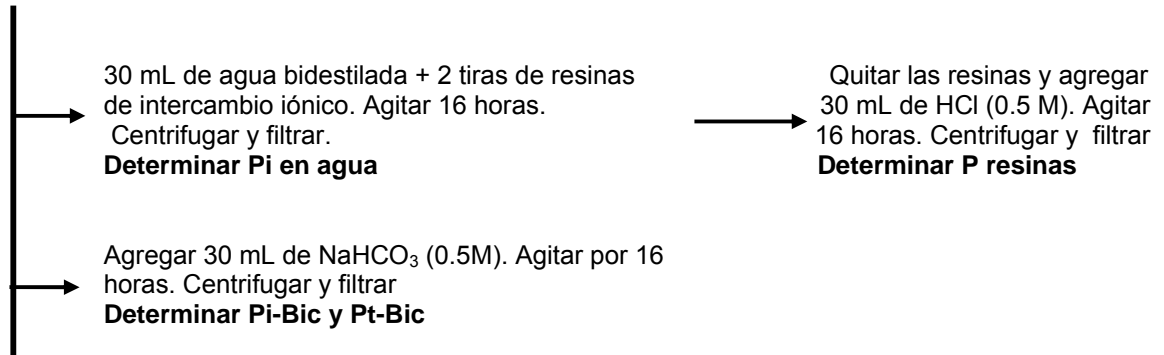 30 mL de agua bidestilada + 2 tiras de resinas
de intercambio iónico. Agitar 16 horas.
Centrifugar y filtrar.
Determinar Pi en agua
Quitar las resinas y agregar
30 mL de HCl (0.5 M). Agitar
16 horas. Centrifugar y filtrar
Determinar P resinas
Agregar 30 mL de NaHCO₃ (0.5M). Agitar por 16
horas. Centrifugar y filtrar
Determinar Pi-Bic y Pt-Bic